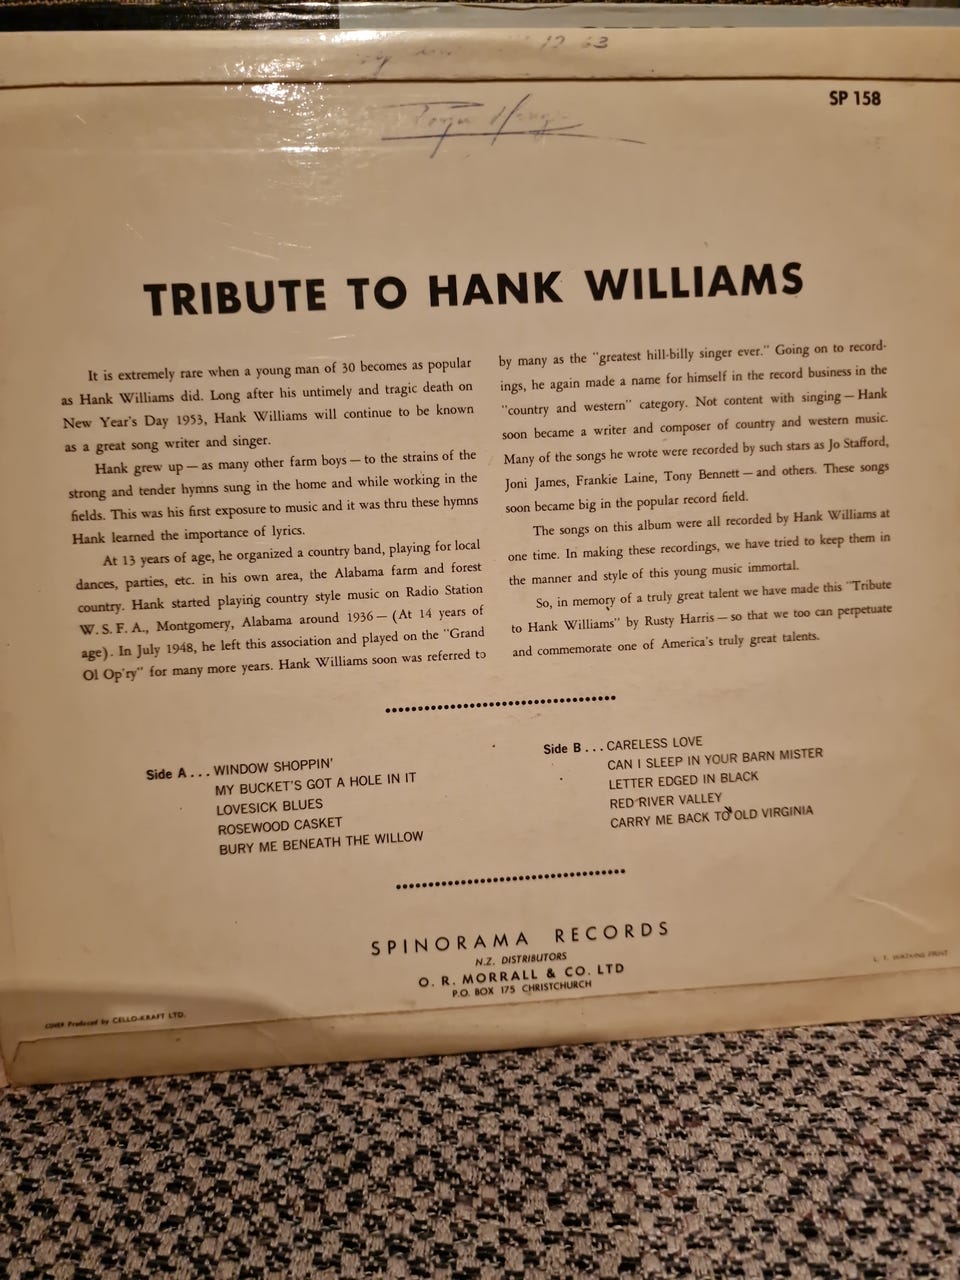 63
SP 158
TRIBUTE TO HANK WILLIAMS
It is extremely rare when a young man of 30 becomes as popular
as Hank Williams did. Long after his untimely and tragic death on
New Year's Day 1953, Hank Williams will continue to be known
as a great song writer and singer.
Hank grew up — as many other farm boys — to the strains of the
strong and tender hymns sung in the home and while working in the
fields. This was his first exposure to music and it was thru these hymns
Hank learned the importance of lyrics.
At 13 years of age, he organized a country band, playing for local
dances, parties, etc. in his own area, the Alabama farm and forest
country. Hank started playing country style music on Radio Station
W. S. F. A., Montgomery, Alabama around 1936 — (At 14 years of
age). In July 1948, he left this association and played on the "Grand
Ol Op'ry" for many more years. Hank Williams soon was referred to
by many as the "greatest hill-billy singer ever." Going on to record-
ings, he again made a name for himself in the record business in the
"country and western" category. Not content with singing — Hank
soon became a writer and composer of country and western music.
Many of the songs he wrote were recorded by such stars as Jo Stafford,
Joni James, Frankie Laine, Tony Bennett — and others. These songs
soon became big in the popular record field.
The songs on this album were all recorded by Hank Williams at
one time. In making these recordings, we have tried to keep them in
the manner and style of this young music immortal.
So, in memory of a truly great talent we have made this "Tribute
to Hank Williams" by Rusty Harris — so that we too can perpetuate
and commemorate one of America's truly great talents.
Side A . . . WINDOW SHOPPIN'
MY BUCKET'S GOT A HOLE IN IT
LOVESICK BLUES
ROSEWOOD CASKET
BURY ME BENEATH THE WILLOW
Side B . . . CARELESS LOVE
CAN I SLEEP IN YOUR BARN MISTER
LETTER EDGED IN BLACK
RED RIVER VALLEY
CARRY ME BACK TO OLD VIRGINIA
SPINORAMA RECORDS
N.Z. DISTRIBUTORS
O. R. MORRALL & CO. LTD
P.O. BOX 175 CHRISTCHURCH
L. T. WATKINS PRINT
COVER Produced by CELLO-KRAFT LTD.